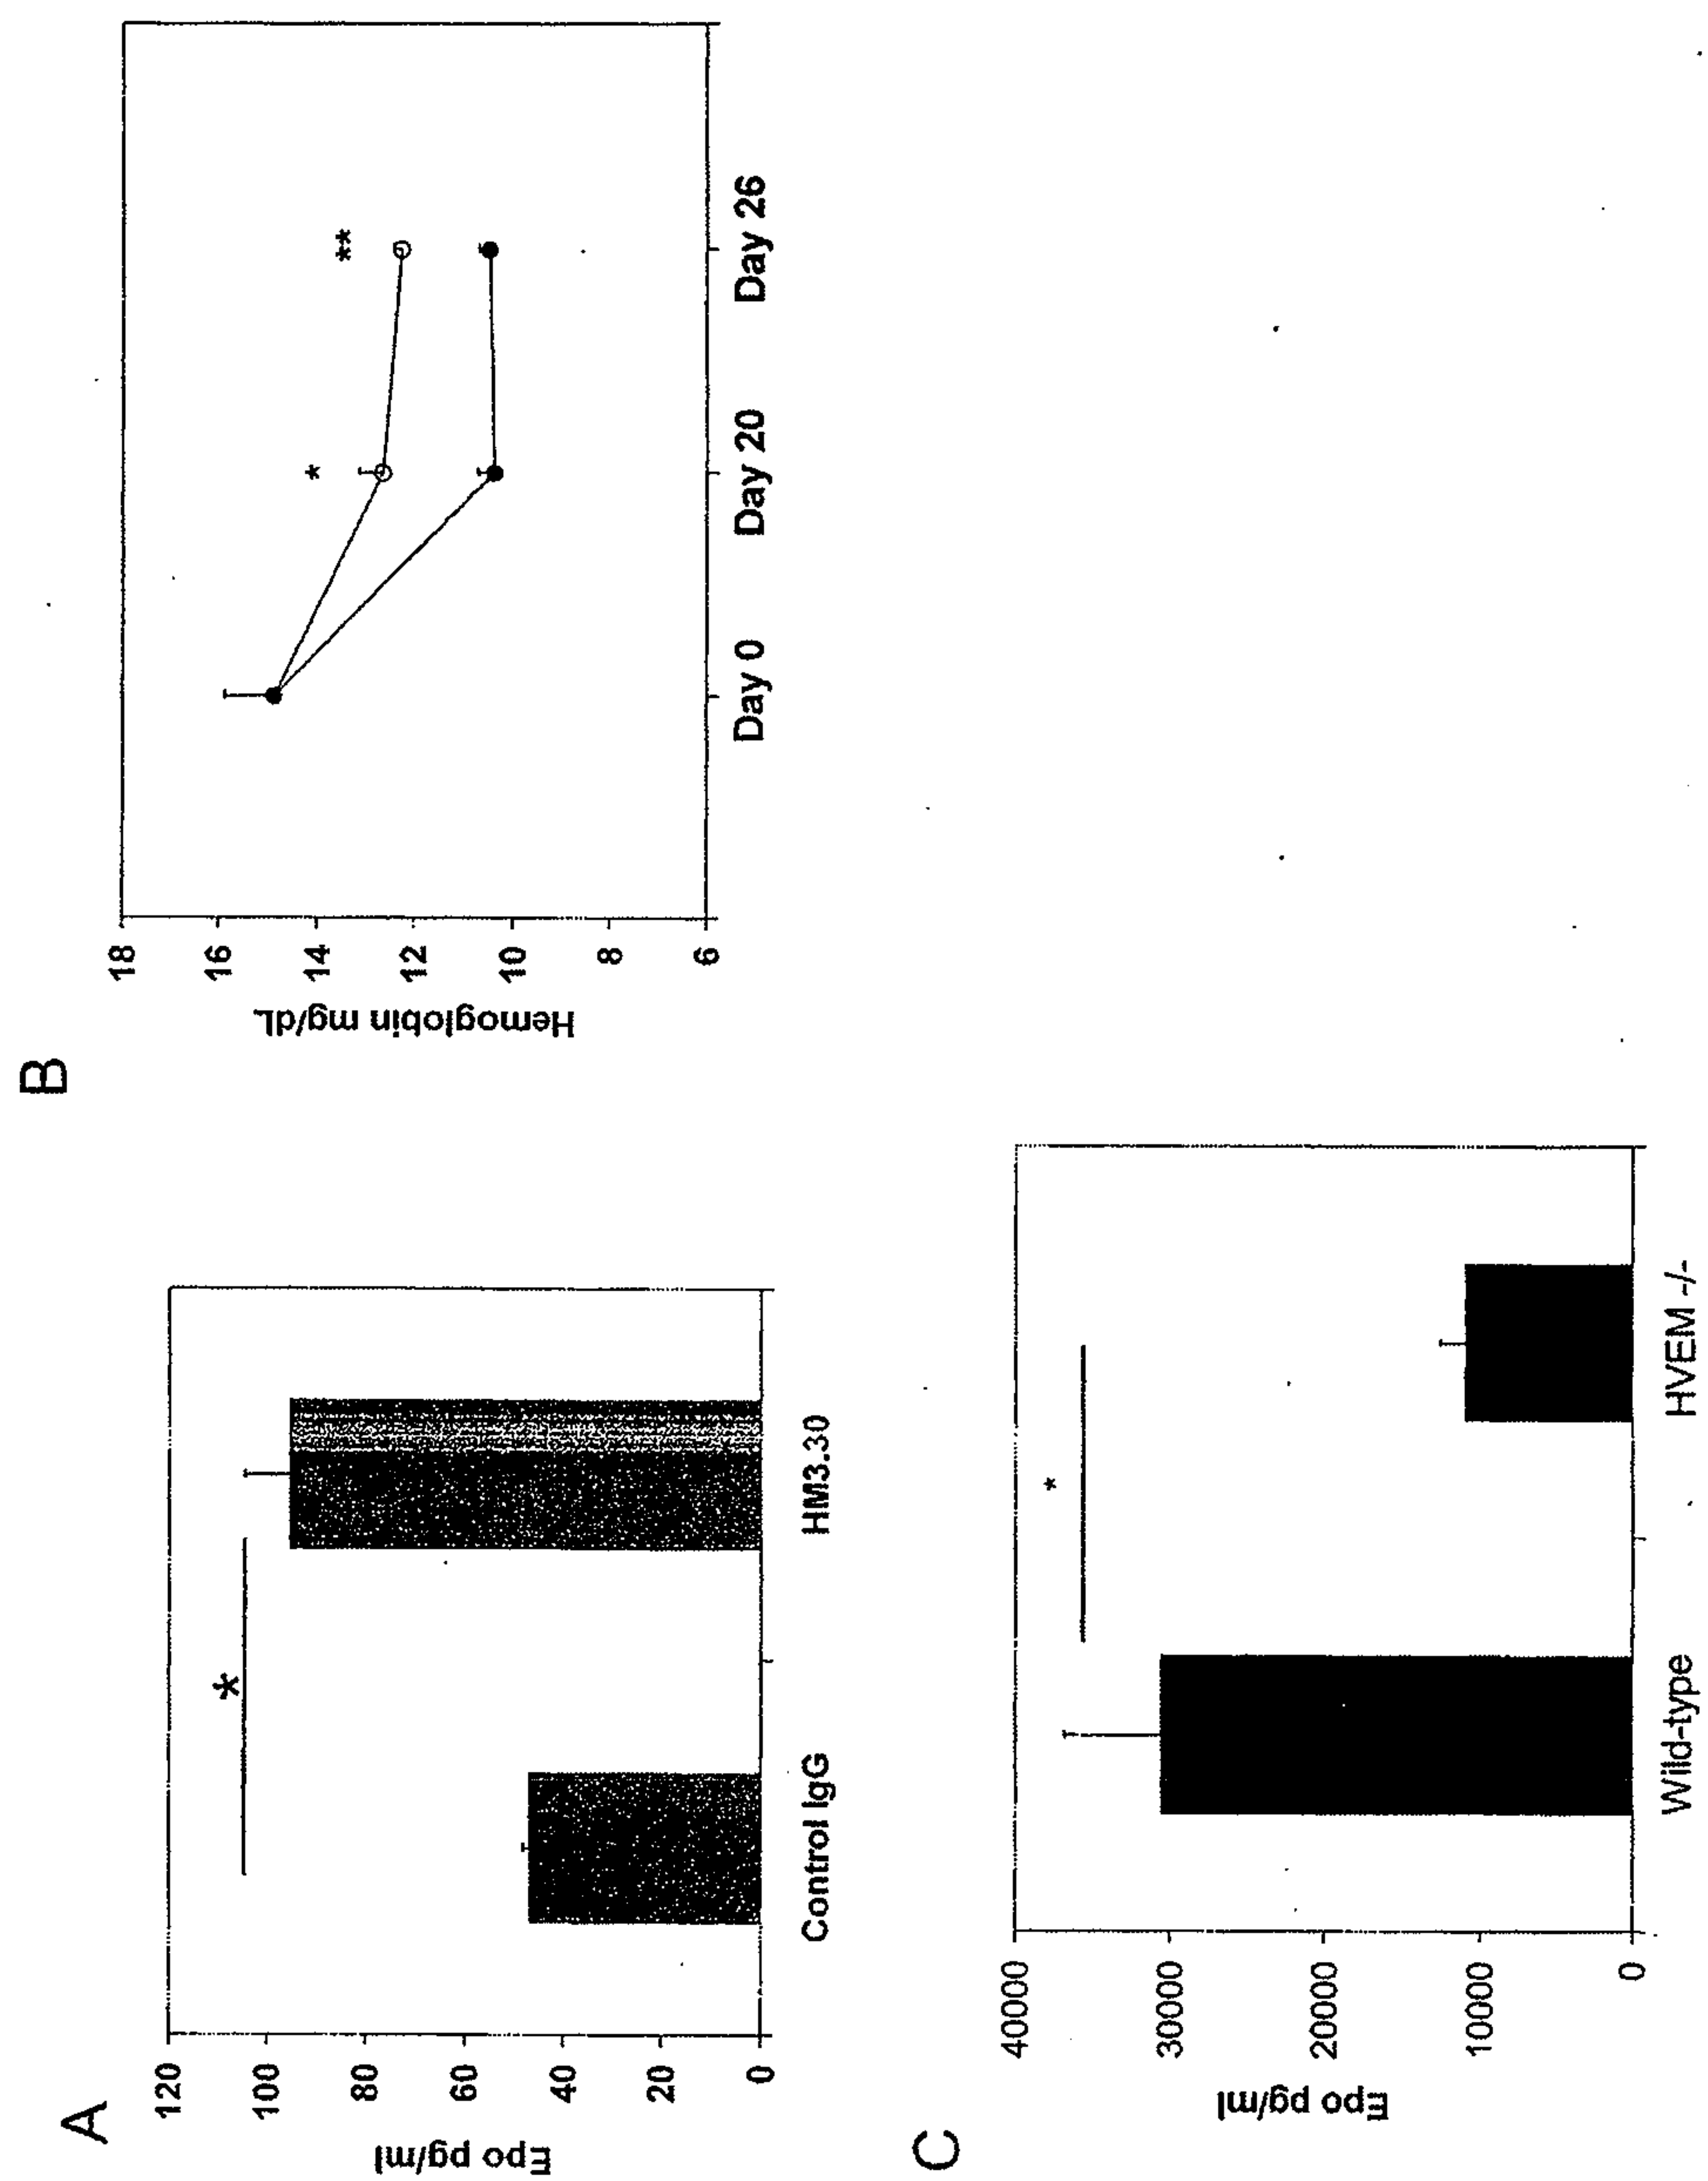 A
Epo pg/ml
120
100
80
60
40
20
0
*
Control IgG
HM3.30
B
Hemoglobin mg/dL
18
16
14
12
10
8
6
*
**
Day 0
Day 20
Day 26
C
Epo pg/ml
40000
30000
20000
10000
0
*
Wild-type
HVEM -/-